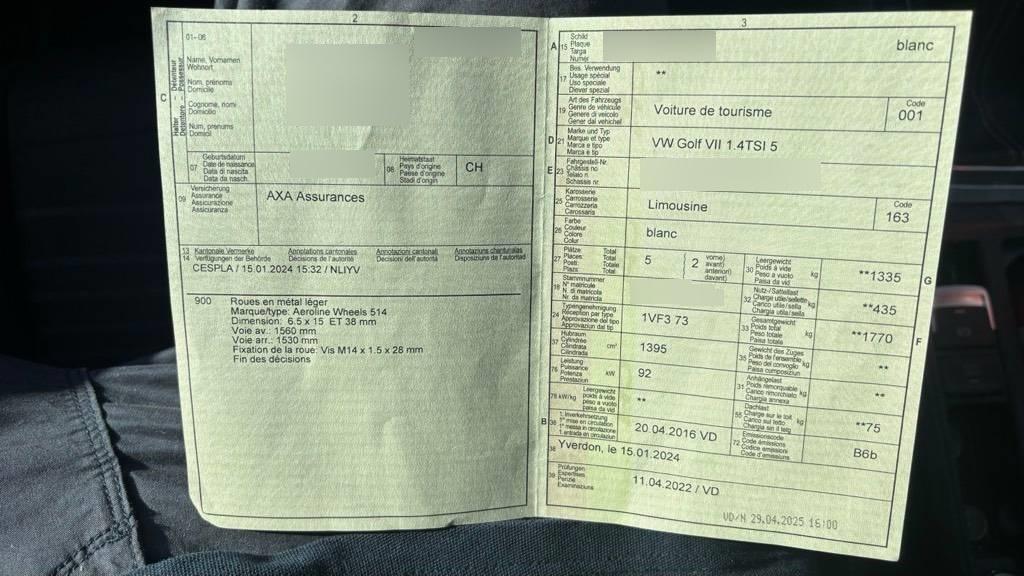 2
01-06
C
Halter - Détenteur
Detentore - Possessur
Name, Vornamen
Wohnort
Nom, prénoms
Domicile
Cognome, nomi
Domicilio
Num, prenums
Domicil
07
Geburtsdatum
Date de naissance
Data di nascita
Data da nasch.
08
Heimatstaat
Pays d'origine
Paese d'origine
Stadi d'origin
CH
09
Versicherung
Assurance
Assicurazione
Assicuranza
AXA Assurances
13 Kantonale Vermerke Annotations cantonales Annotazioni cantonali Annotaziuns chantunalas
14 Verfügungen der Behörde Décisions de l'autorité Decisioni dell'autorità Disposiziuns da l'autoritad
CESPLA / 15.01.2024 15:32 / NLIYV
900 Roues en métal léger
Marque/type: Aeroline Wheels 514
Dimension: 6.5 x 15 ET 38 mm
Voie av.: 1560 mm
Voie arr.: 1530 mm
Fixation de la roue: Vis M14 x 1.5 x 28 mm
Fin des décisions
3
A 15
Schild
Plaque
Targa
Numer
blanc
17
Bes. Verwendung
Usage spécial
Uso speciale
Diever spezial
**
19
Art des Fahrzeugs
Genre de véhicule
Genere di veicolo
Gener dal vehichel
Voiture de tourisme
Code
001
D 21
Marke und Typ
Marque et type
Marca e tipo
Marca e tip
VW Golf VII 1.4TSI 5
E 23
Fahrgestell-Nr.
Châssis no
Telaio n.
Schassis nr.
25
Karosserie
Carrosserie
Carrozzeria
Carossaria
Limousine
Code
163
26
Farbe
Couleur
Colore
Colur
blanc
27
Plätze Total
Places: Total
Posti: Totale
Plazs: Total
5
2
vorne)
avant)
anteriori)
davant)
30
Leergewicht
Poids à vide
Peso a vuoto
Paisa da vid
kg
**1335
G
18
Stammnummer
N° matricule
N. di matricola
Nr. da matricla
32
Nutz-/Sattellast
Charge utile/sellette
Carico utile/sella
Chargia utila/sella
kg
**435
24
Typengenehmigung
Réception par type
Approvazione del tipo
Approvaziun dal tip
1VF3 73
33
Gesamtgewicht
Poids total
Peso totale
Paisa totala
kg
**1770
F
37
Hubraum
Cylindrée
Cilindrata
Cilindrada
cm³
1395
35
Gewicht des Zuges
Poids de l'ensemble
Peso del convoglio
Paisa cumposiziun
kg
**
76
Leistung
Puissance
Potenza
Prestaziun
kW
92
31
Anhängelast
Poids remorquable
Carico rimorchiato
Chargia annexa
kg
**
78 kW/kg
Leergewicht
poids à vide
peso a vuoto
paisa da vid
**
55
Dachlast
Charge sur le toit
Carico sul tetto
Chargia sin il tetg
kg
**75
B 36
1. Inverkehrsetzung
1re mise en circulation
1a messa in circolazione
1. entrada en circulaziun
20.04.2016 VD
72
Emissionscode
Code émissions
Codice emissioni
Code d'emissiuns
B6b
38
Yverdon, le 15.01.2024
39
Prüfungen
Expertises
Perizie
Examinaziuns
11.04.2022 / VD
VD/N 29.04.2025 16:00